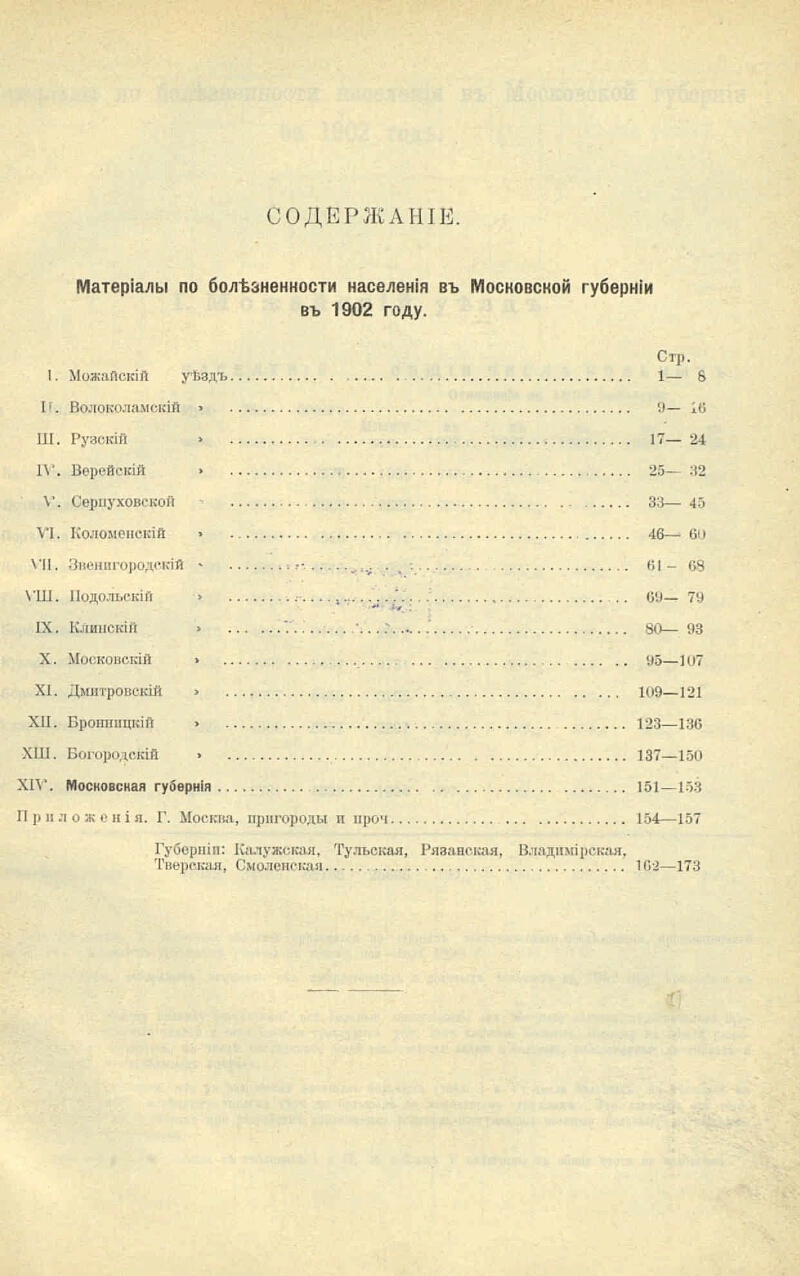 СОДЕРЖАНІЕ.
Матеріалы по болѣзненности населенія въ Московской губерніи
въ 1902 году.
Стр.
I. Можайскій уѣздъ 1— 8
II. Волоколамскій » 9— 16
III. Рузскій » 17— 24
IV. Верейскій » 25— 32
V. Серпуховской » 33— 45
VI. Коломенскій » 46— 60
VII. Звенигородскій » 61— 68
VIII. Подольскій » 69— 79
IX. Клинскій » 80— 93
X. Московскій » 95—107
XI. Дмитровскій » 109—121
XII. Бронницкій » 123—136
XIII. Богородскій » 137—150
XIV. Московская губернія 151—153
Приложенія. Г. Москва, пригороды и проч. 154—157
Губерніи: Калужская, Тульская, Рязанская, Владимірская,
Тверская, Смоленская 162—173